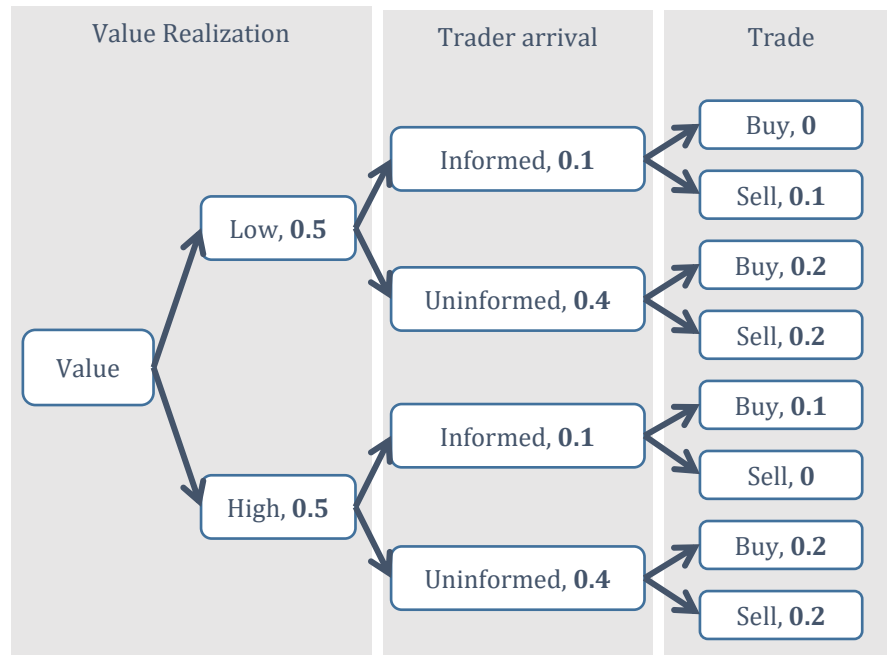 Value Realization
Trader arrival
Trade
Value
Low, 0.5
High, 0.5
Informed, 0.1
Uninformed, 0.4
Informed, 0.1
Uninformed, 0.4
Buy, 0
Sell, 0.1
Buy, 0.2
Sell, 0.2
Buy, 0.1
Sell, 0
Buy, 0.2
Sell, 0.2